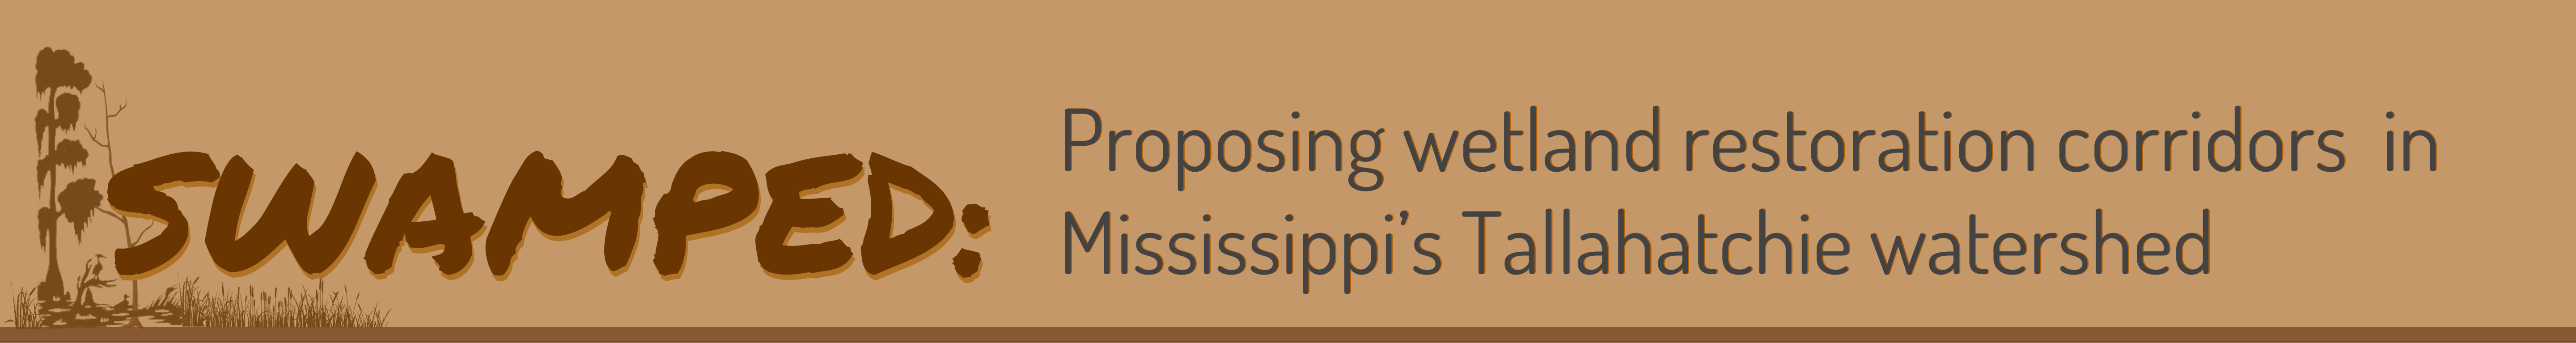 SWAMPED:
Proposing wetland restoration corridors  in
Mississippi’s Tallahatchie watershed